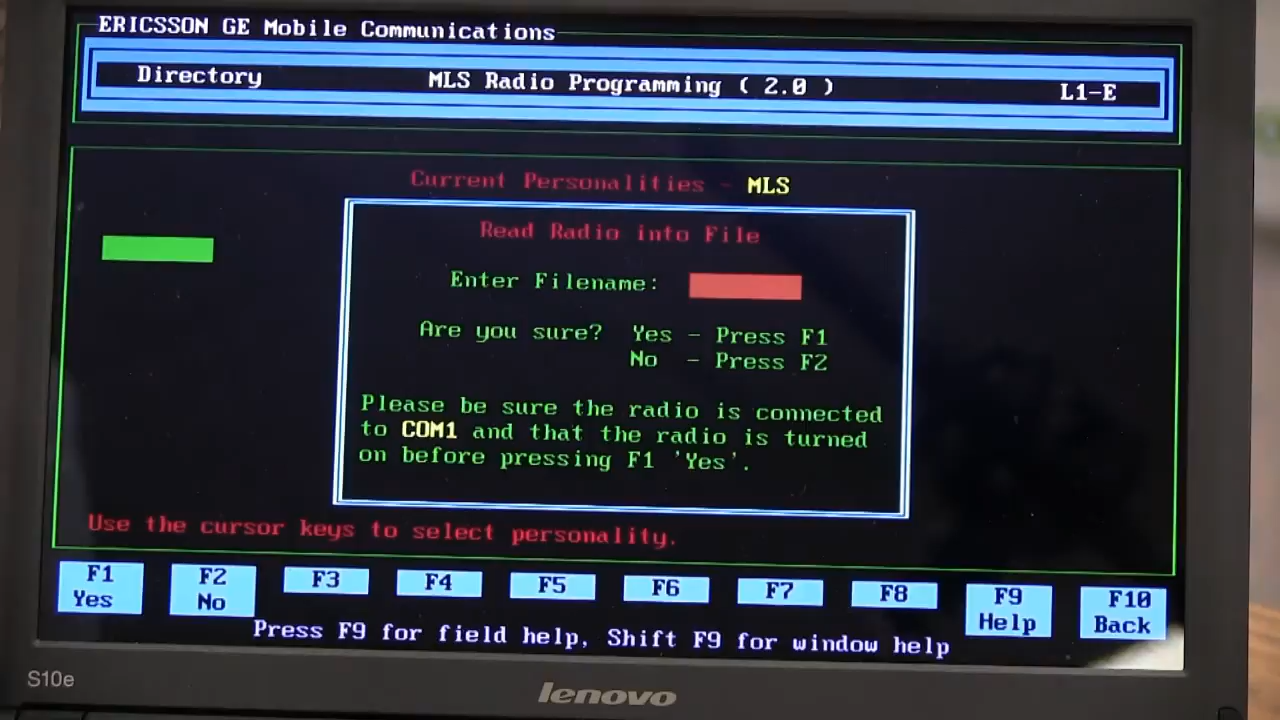 ERICSSON GE Mobile Communications
Directory MLS Radio Programming ( 2.0 ) L1-E
Current Personalities - MLS
Read Radio into File
Enter Filename:
Are you sure? Yes - Press F1
No - Press F2
Please be sure the radio is connected
to COM1 and that the radio is turned
on before pressing F1 'Yes'.
Use the cursor keys to select personality.
F1 F2 F3 F4 F5 F6 F7 F8 F9 F10
Yes No Help Back
Press F9 for field help, Shift F9 for window help
S10e lenovo